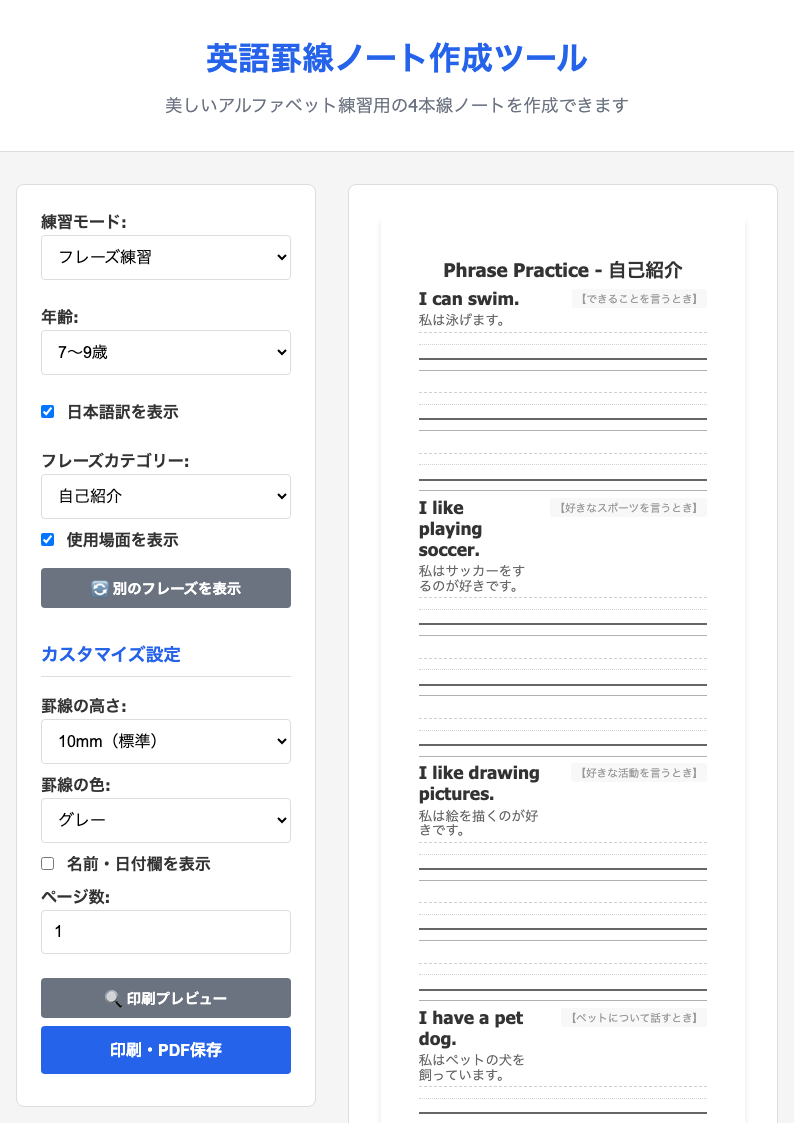 英語罫線ノート作成ツール
美しいアルファベット練習用の4本線ノートを作成できます
練習モード:
フレーズ練習
年齢:
7〜9歳
日本語訳を表示
フレーズカテゴリー:
自己紹介
使用場面を表示
🔄 別のフレーズを表示
カスタマイズ設定
罫線の高さ:
10mm（標準）
罫線の色:
グレー
名前・日付欄を表示
ページ数:
1
🔍 印刷プレビュー
印刷・PDF保存
Phrase Practice - 自己紹介
I can swim.
【できることを言うとき】
私は泳げます。
I like
playing
soccer.
【好きなスポーツを言うとき】
私はサッカーをす
るのが好きです。
I like drawing
pictures.
【好きな活動を言うとき】
私は絵を描くのが好
きです。
I have a pet
dog.
【ペットについて話すとき】
私はペットの犬を
飼っています。